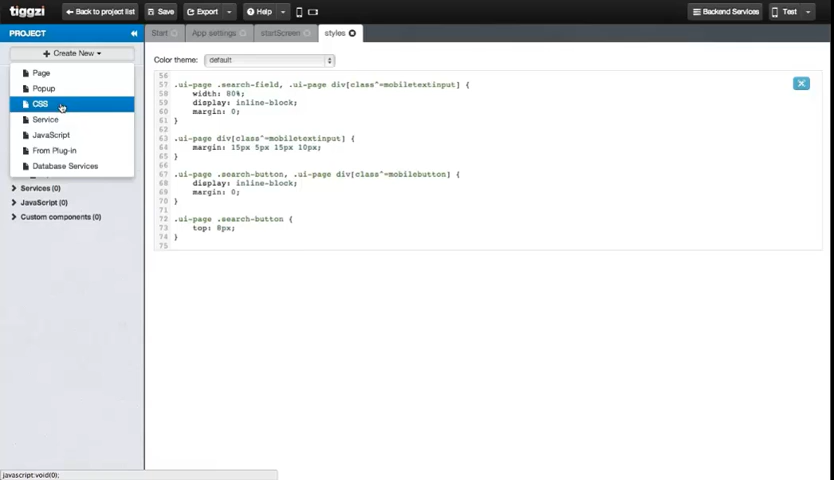 tiggzi
Back to project list
Save
Export
Help
Backend Services
Test
PROJECT
Start
App settings
startScreen
styles
Create New
Color theme:
default
Page
Popup
CSS
Service
JavaScript
From Plug-in
Database Services
Services (0)
JavaScript (0)
Custom components (0)
56
57 .ui-page .search-field, .ui-page div[class^=mobiletextinput] {
58 width: 80%;
59 display: inline-block;
60 margin: 0;
61 }
62
63 .ui-page div[class^=mobiletextinput] {
64 margin: 15px 5px 15px 10px;
65 }
66
67 .ui-page .search-button, .ui-page div[class^=mobilebutton] {
68 display: inline-block;
69 margin: 0;
70 }
71
72 .ui-page .search-button {
73 top: 8px;
74 }
75
javascript:void(0);